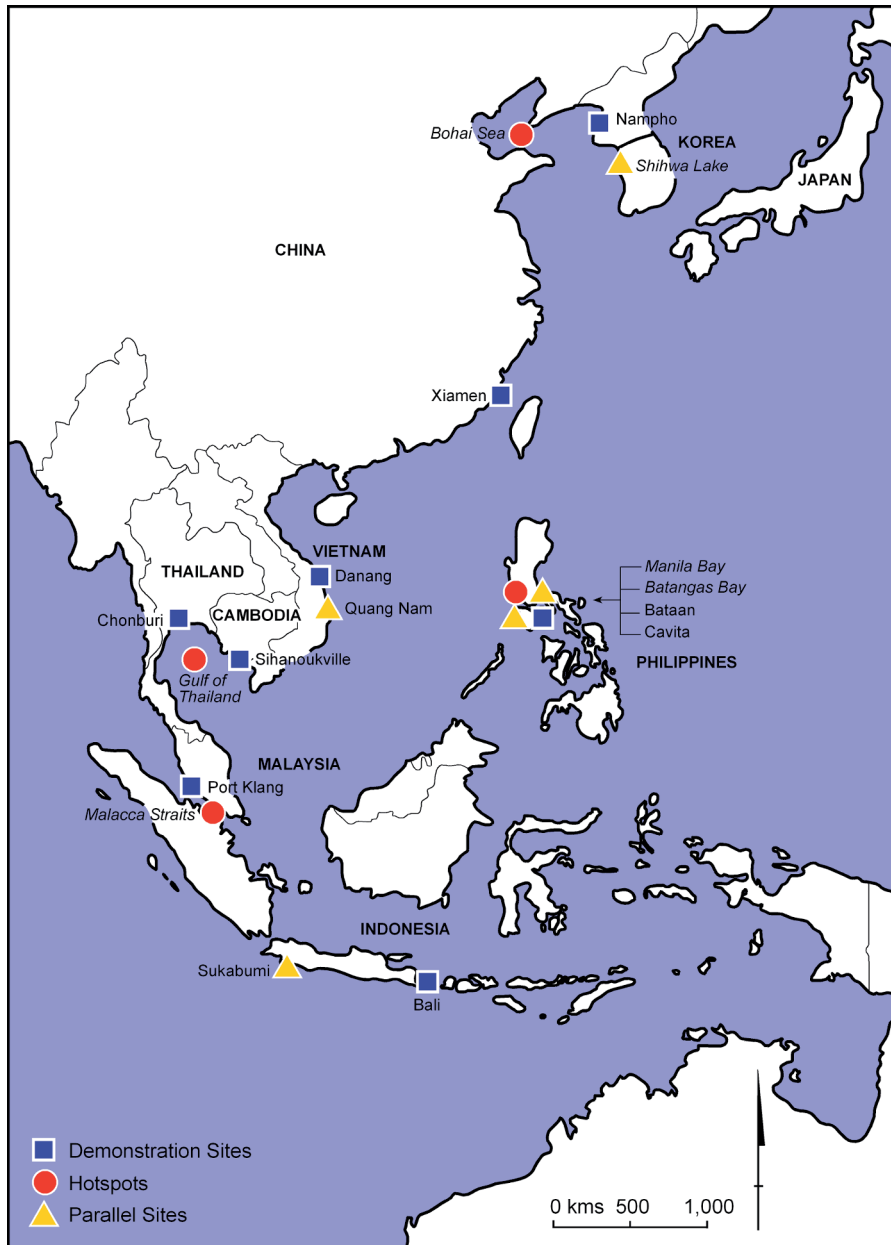 Bohai Sea
Nampho
KOREA
Shihwa Lake
JAPAN
CHINA
Xiamen
VIETNAM
THAILAND
Danang
CAMBODIA
Quang Nam
Chonburi
Sihanoukville
Gulf of
Thailand
Manila Bay
Batangas Bay
Bataan
Cavita
PHILIPPINES
MALAYSIA
Port Klang
Malacca Straits
INDONESIA
Sukabumi
Bali
Demonstration Sites
Hotspots
Parallel Sites
0 kms 500 1,000